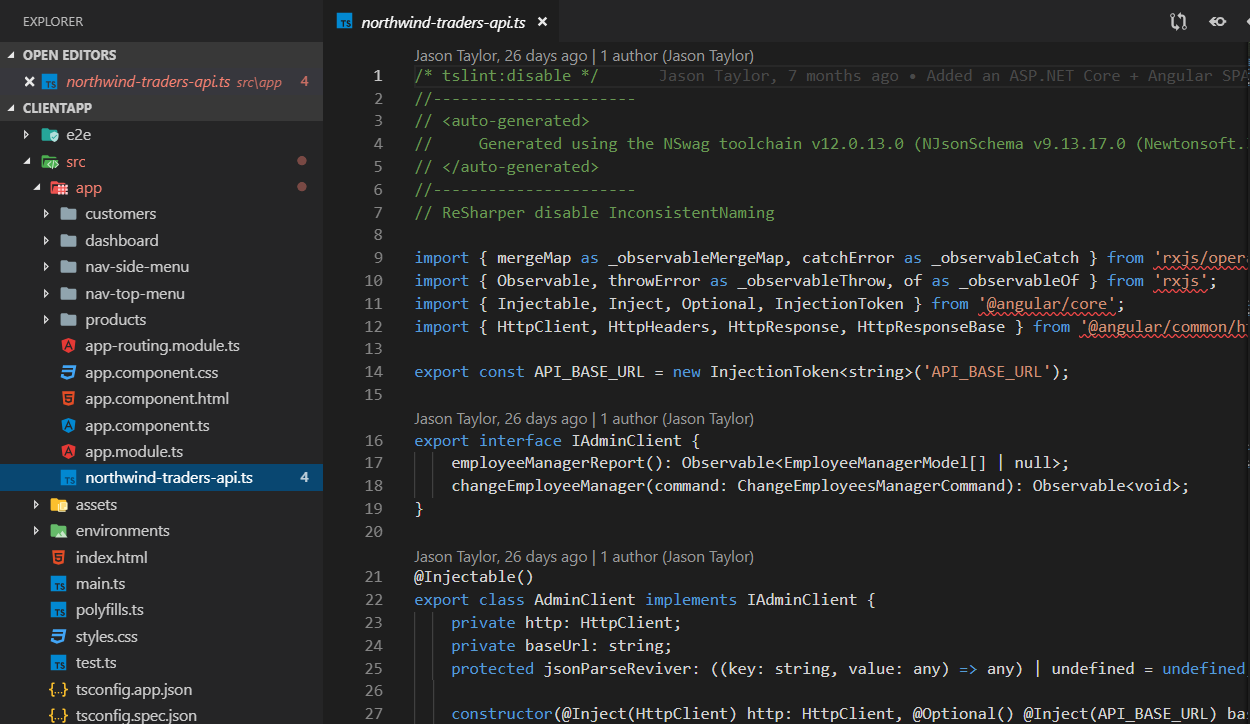 EXPLORER
OPEN EDITORS
northwind-traders-api.ts src\app 4
CLIENTAPP
e2e
src
app
customers
dashboard
nav-side-menu
nav-top-menu
products
app-routing.module.ts
app.component.css
app.component.html
app.component.ts
app.module.ts
northwind-traders-api.ts 4
assets
environments
index.html
main.ts
polyfills.ts
styles.css
test.ts
tsconfig.app.json
tsconfig.spec.json
northwind-traders-api.ts
Jason Taylor, 26 days ago | 1 author (Jason Taylor)
1 /* tslint:disable */ Jason Taylor, 7 months ago • Added an ASP.NET Core + Angular SPA
2 //----------------------
3 // <auto-generated>
4 //     Generated using the NSwag toolchain v12.0.13.0 (NJsonSchema v9.13.17.0 (Newtonsoft.
5 // </auto-generated>
6 //----------------------
7 // ReSharper disable InconsistentNaming
8
9 import { mergeMap as _observableMergeMap, catchError as _observableCatch } from 'rxjs/oper
10 import { Observable, throwError as _observableThrow, of as _observableOf } from 'rxjs';
11 import { Injectable, Inject, Optional, InjectionToken } from '@angular/core';
12 import { HttpClient, HttpHeaders, HttpResponse, HttpResponseBase } from '@angular/common/h
13
14 export const API_BASE_URL = new InjectionToken<string>('API_BASE_URL');
15
Jason Taylor, 26 days ago | 1 author (Jason Taylor)
16 export interface IAdminClient {
17     employeeManagerReport(): Observable<EmployeeManagerModel[] | null>;
18     changeEmployeeManager(command: ChangeEmployeesManagerCommand): Observable<void>;
19 }
20
Jason Taylor, 26 days ago | 1 author (Jason Taylor)
21 @Injectable()
22 export class AdminClient implements IAdminClient {
23     private http: HttpClient;
24     private baseUrl: string;
25     protected jsonParseReviver: ((key: string, value: any) => any) | undefined = undefined
26
27     constructor(@Inject(HttpClient) http: HttpClient, @Optional() @Inject(API_BASE_URL) ba